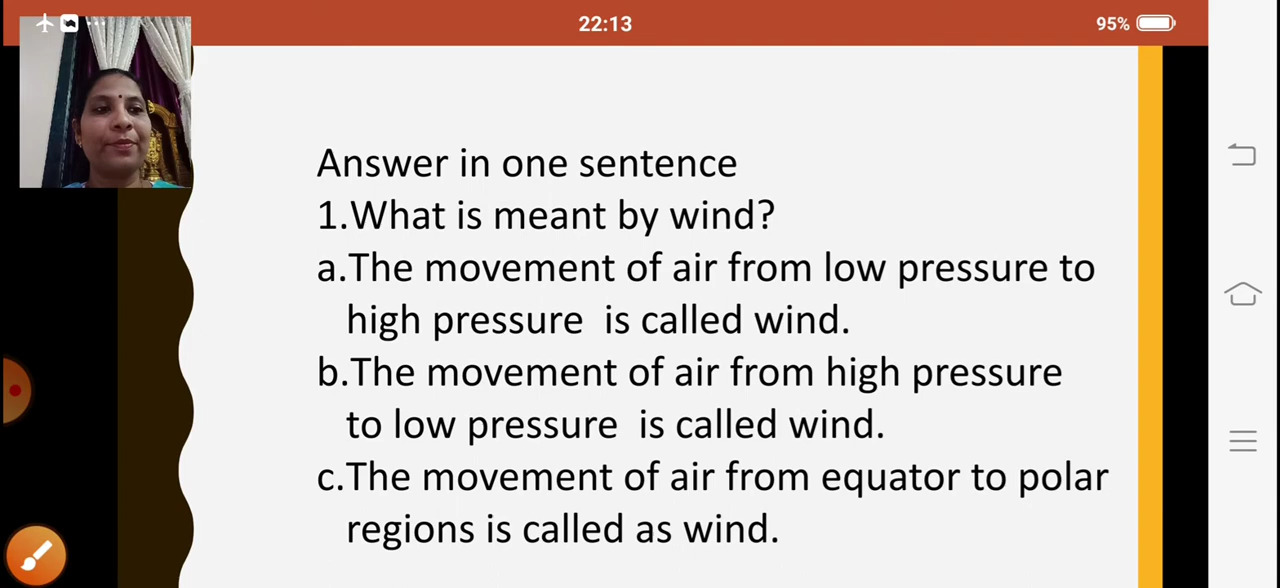 22:13
95%
Answer in one sentence
1.What is meant by wind?
a.The movement of air from low pressure to
high pressure is called wind.
b.The movement of air from high pressure
to low pressure is called wind.
c.The movement of air from equator to polar
regions is called as wind.